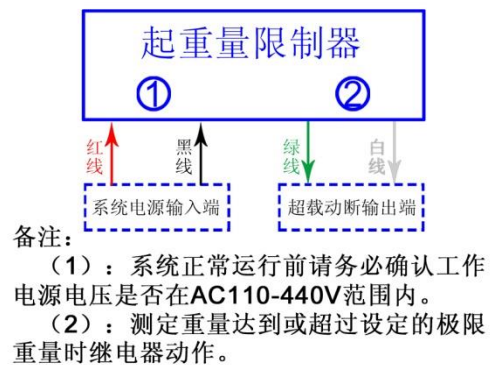 起重量限制器
① ②
红线 黑线 绿线 白线
系统电源输入端 超载动断输出端
备注：
（1）：系统正常运行前请务必确认工作
电源电压是否在AC110-440V范围内。
（2）：测定重量达到或超过设定的极限
重量时继电器动作。